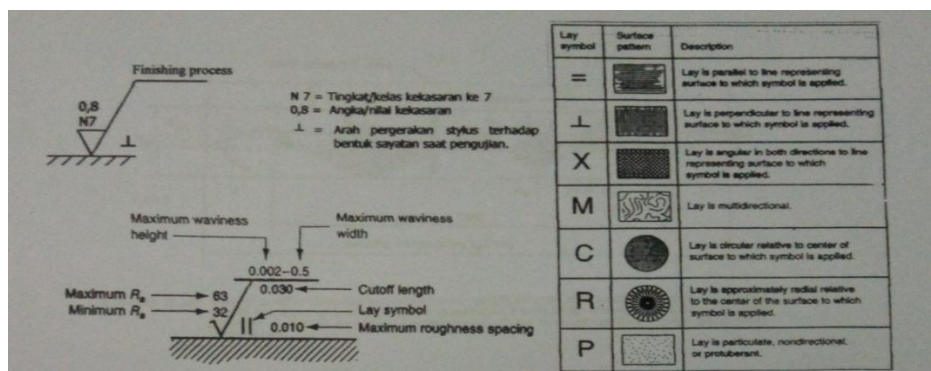 Finishing process
0,8
N7
⊥
N 7 = Tingkat/kelas kekasaran ke 7
0,8 = Angka/nilai kekasaran
⊥ = Arah pergerakan stylus terhadap
bentuk sayatan saat pengujian.
Maximum waviness
height
Maximum waviness
width
0.002–0.5
Maximum Ra
63
0.030
Cutoff length
Minimum Ra
32
Lay symbol
0.010
Maximum roughness spacing
Lay
symbol
Surface
pattern
Description
=
Lay is parallel to line representing
surface to which symbol is applied.
⊥
Lay is perpendicular to line representing
surface to which symbol is applied.
X
Lay is angular in both directions to line
representing surface to which
symbol is applied.
M
Lay is multidirectional.
C
Lay is circular relative to center of
surface to which symbol is applied.
R
Lay is approximately radial relative
to the center of the surface to which
symbol is applied.
P
Lay is particulate, nondirectional,
or protuberant.